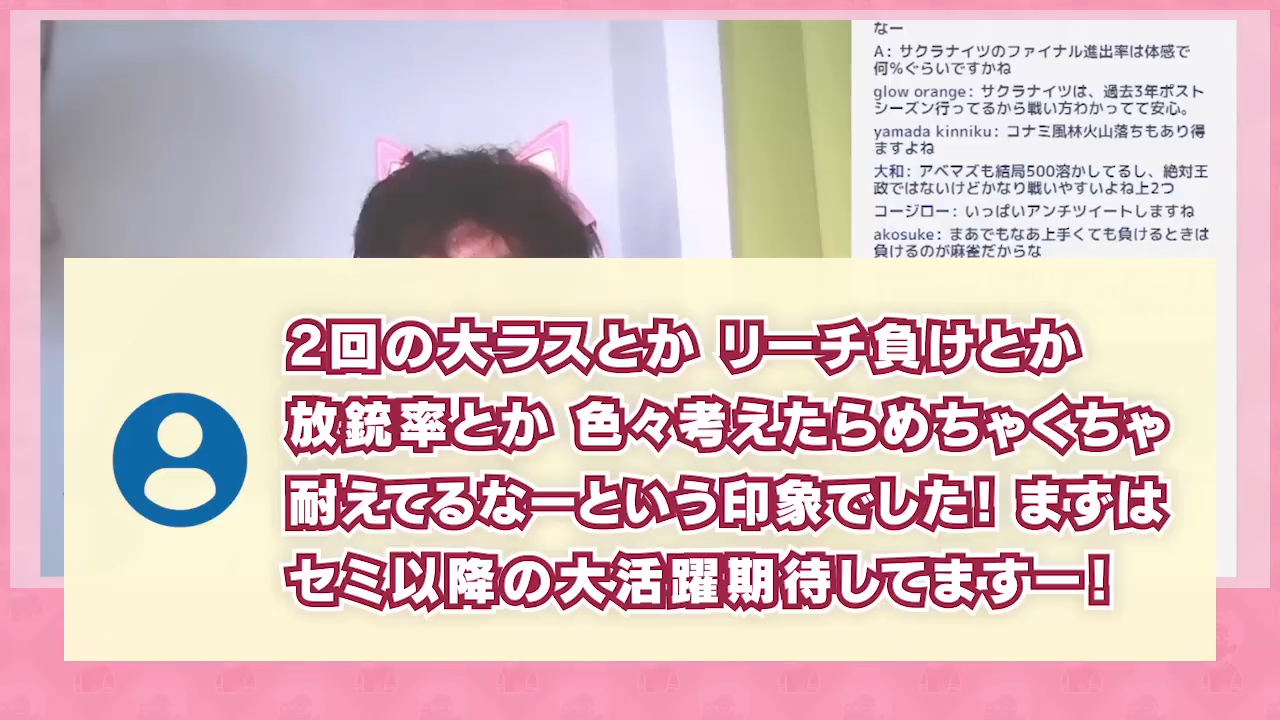 なー
A: サクラナイツのファイナル進出率は体感で
何%ぐらいですかね
glow orange: サクラナイツは、過去3年ポスト
シーズン行ってるから戦い方わかってて安心。
yamada kinniku: コナミ風林火山落ちもあり得
ますよね
大和: アベマズも結局500溶かしてるし、絶対王
政ではないけどかなり戦いやすいよね上2つ
コージロー: いっぱいアンチツイートしますね
akosuke: まあでもなあ上手くても負けるときは
負けるのが麻雀だからな
2回の大ラスとか リーチ負けとか
放銃率とか 色々考えたらめちゃくちゃ
耐えてるなーという印象でした! まずは
セミ以降の大活躍期待してますー!